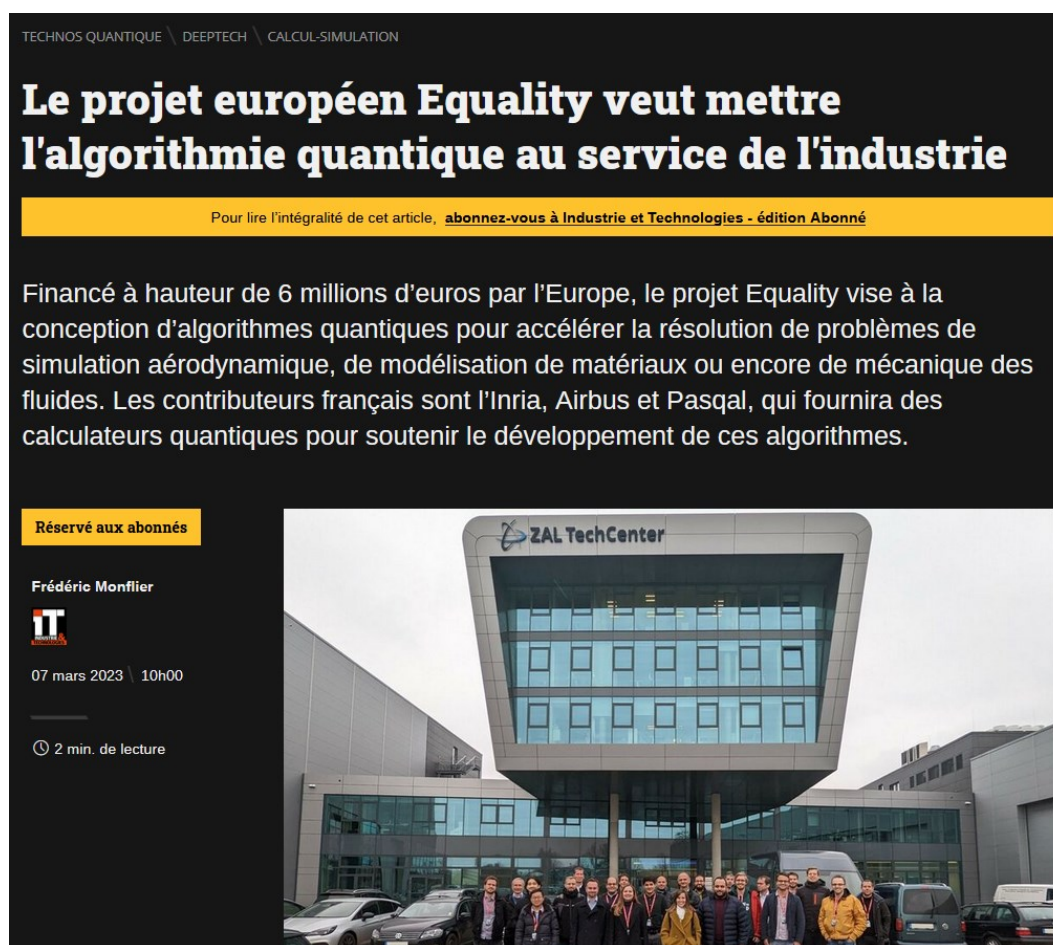 TECHNOS QUANTIQUE \ DEEPTECH \ CALCUL-SIMULATION
Le projet européen Equality veut mettre
l'algorithmie quantique au service de l'industrie
Pour lire l’intégralité de cet article, abonnez-vous à Industrie et Technologies - édition Abonné
Financé à hauteur de 6 millions d’euros par l’Europe, le projet Equality vise à la
conception d’algorithmes quantiques pour accélérer la résolution de problèmes de
simulation aérodynamique, de modélisation de matériaux ou encore de mécanique des
fluides. Les contributeurs français sont l’Inria, Airbus et Pasqal, qui fournira des
calculateurs quantiques pour soutenir le développement de ces algorithmes.
Réservé aux abonnés
ZAL TechCenter
Frédéric Monflier
iT
INDUSTRIE &
TECHNOLOGIES
07 mars 2023 \ 10h00
2 min. de lecture